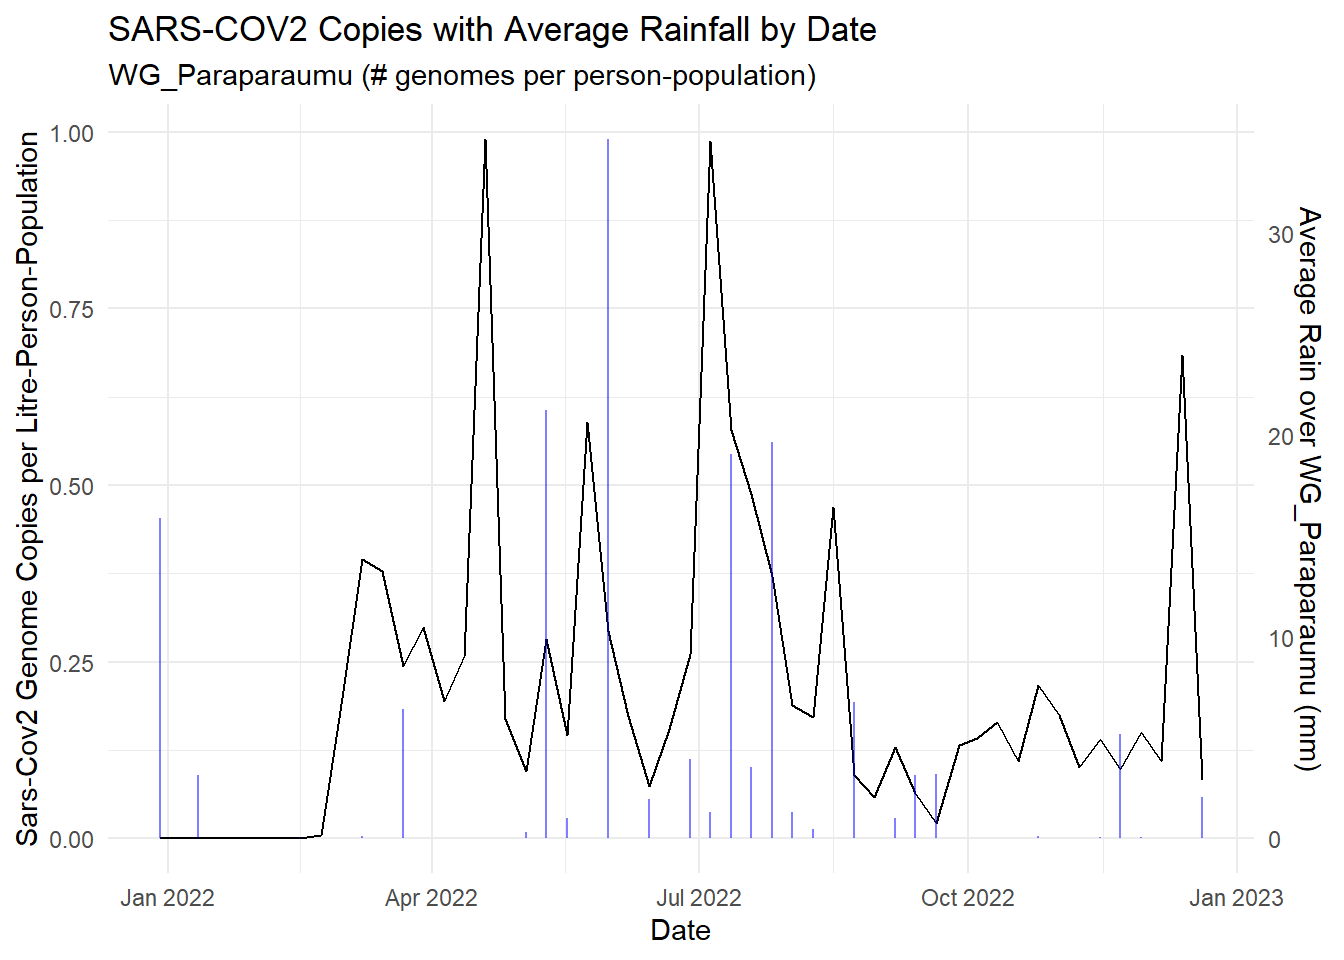 SARS-COV2 Copies with Average Rainfall by Date
WG_Paraparaumu (# genomes per person-population)
Sars-Cov2 Genome Copies per Litre-Person-Population
1.00
0.75
0.50
0.25
0.00
30
20
10
0
Average Rain over WG_Paraparaumu (mm)
Jan 2022
Apr 2022
Jul 2022
Oct 2022
Jan 2023
Date